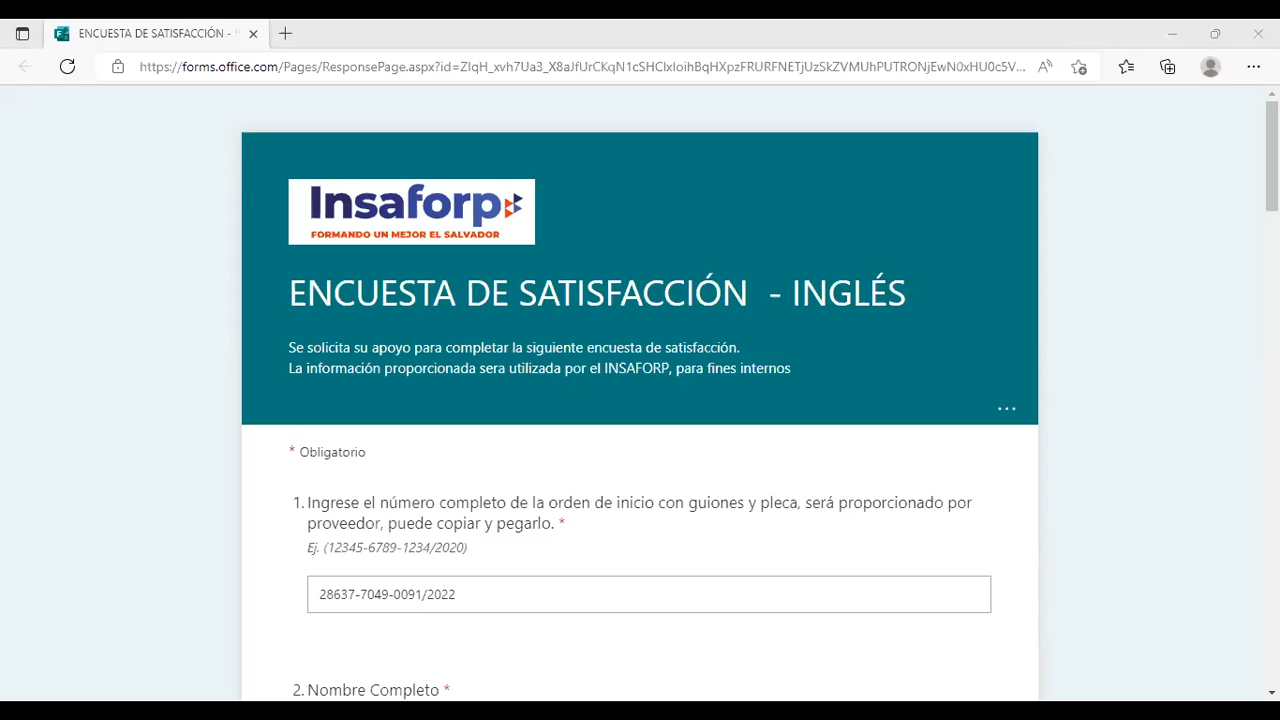 ENCUESTA DE SATISFACCIÓN -
https://forms.office.com/Pages/ResponsePage.aspx?id=ZIqH_xvh7Ua3_X8aJfUrCKqN1cSHClxIoihBqHXpzFRURFNETjUzSkZVMUhPUTRONjEwN0xHU0c5V...
Insaforp
FORMANDO UN MEJOR EL SALVADOR
ENCUESTA DE SATISFACCIÓN - INGLÉS
Se solicita su apoyo para completar la siguiente encuesta de satisfacción.
La información proporcionada sera utilizada por el INSAFORP, para fines internos
...
* Obligatorio
1. Ingrese el número completo de la orden de inicio con guiones y pleca, será proporcionado por
proveedor, puede copiar y pegarlo. *
Ej. (12345-6789-1234/2020)
28637-7049-0091/2022
2. Nombre Completo *